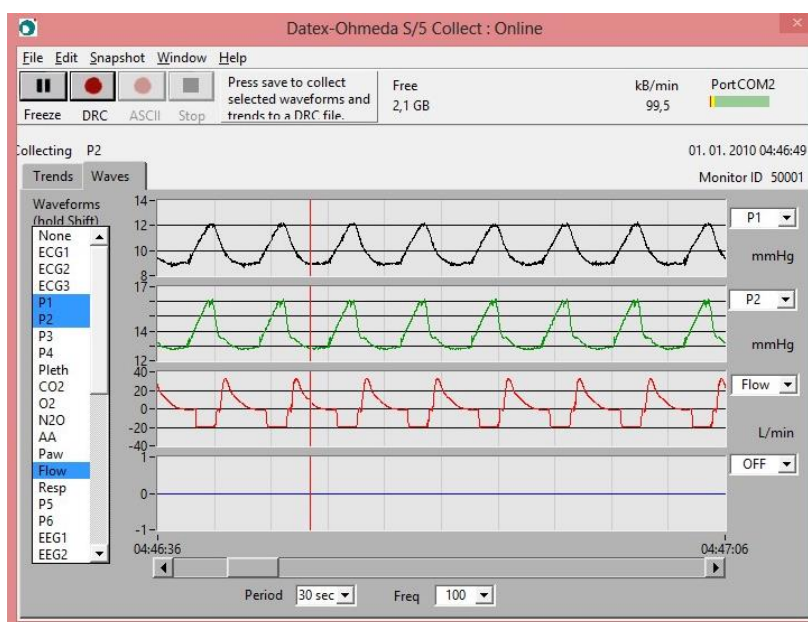 Datex-Ohmeda S/5 Collect : Online
File Edit Snapshot Window Help
Press save to collect
selected waveforms and
trends to a DRC file.
Free
2,1 GB
kB/min
99,5
PortCOM2
Freeze DRC ASCII Stop
Collecting P2
01. 01. 2010 04:46:49
Trends Waves
Monitor ID 50001
Waveforms
(hold Shift)
None
ECG1
ECG2
ECG3
P1
P2
P3
P4
Pleth
CO2
O2
N2O
AA
Paw
Flow
Resp
P5
P6
EEG1
EEG2
14
12
10
8
P1
mmHg
17
14
12
P2
mmHg
40
20
0
-20
-40
Flow
L/min
1
0
-1
OFF
04:46:36 04:47:06
Period 30 sec Freq 100